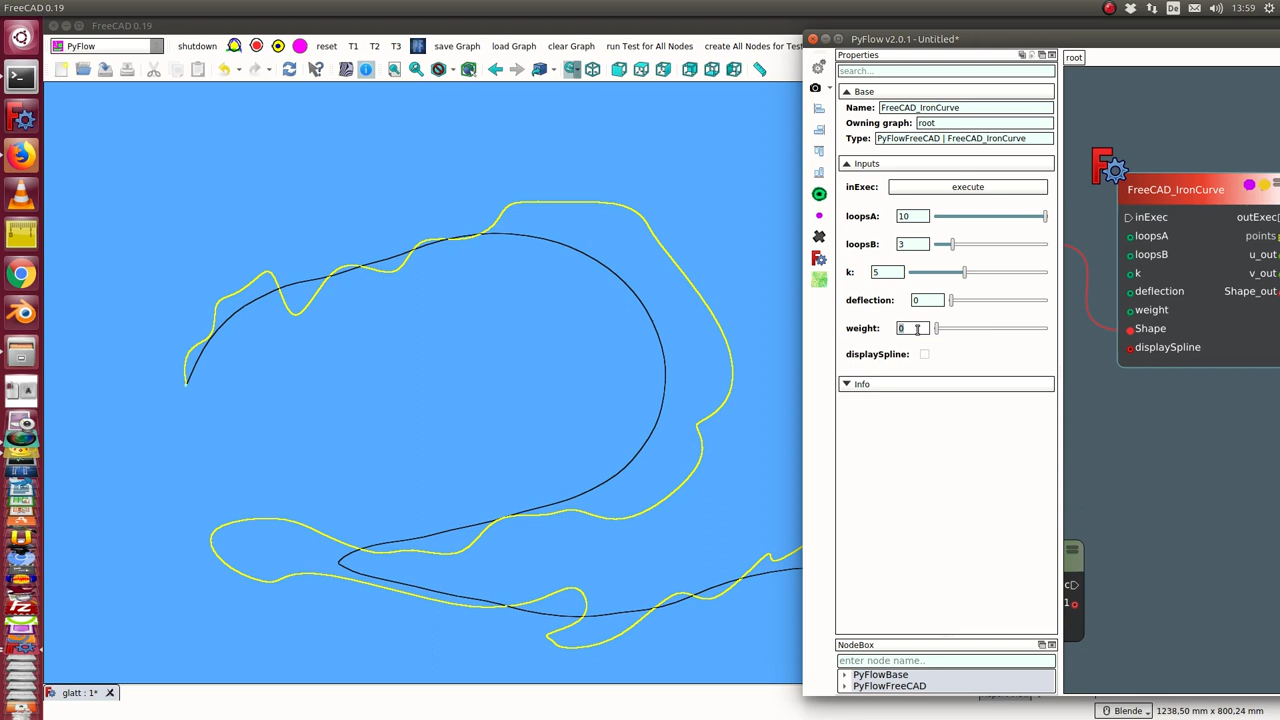 FreeCAD 0.19
De
13:59
FreeCAD 0.19
PyFlow
shutdown
reset
T1
T2
T3
save Graph
load Graph
clear Graph
run Test for All Nodes
create All Nodes for Test
PyFlow v2.0.1 - Untitled*
Properties
root
search...
Base
Name: FreeCAD_IronCurve
Owning graph: root
Type: PyFlowFreeCAD | FreeCAD_IronCurve
Inputs
inExec: execute
loopsA: 10
loopsB: 3
k: 5
deflection: 0
weight: 0
displaySpline:
Info
FreeCAD_IronCurve
inExec outExec
loopsA points
loopsB u_out
k v_out
deflection Shape_out
weight
Shape
displaySpline
NodeBox
enter node name..
PyFlowBase
PyFlowFreeCAD
glatt : 1*
Blende
1238,50 mm x 800,24 mm